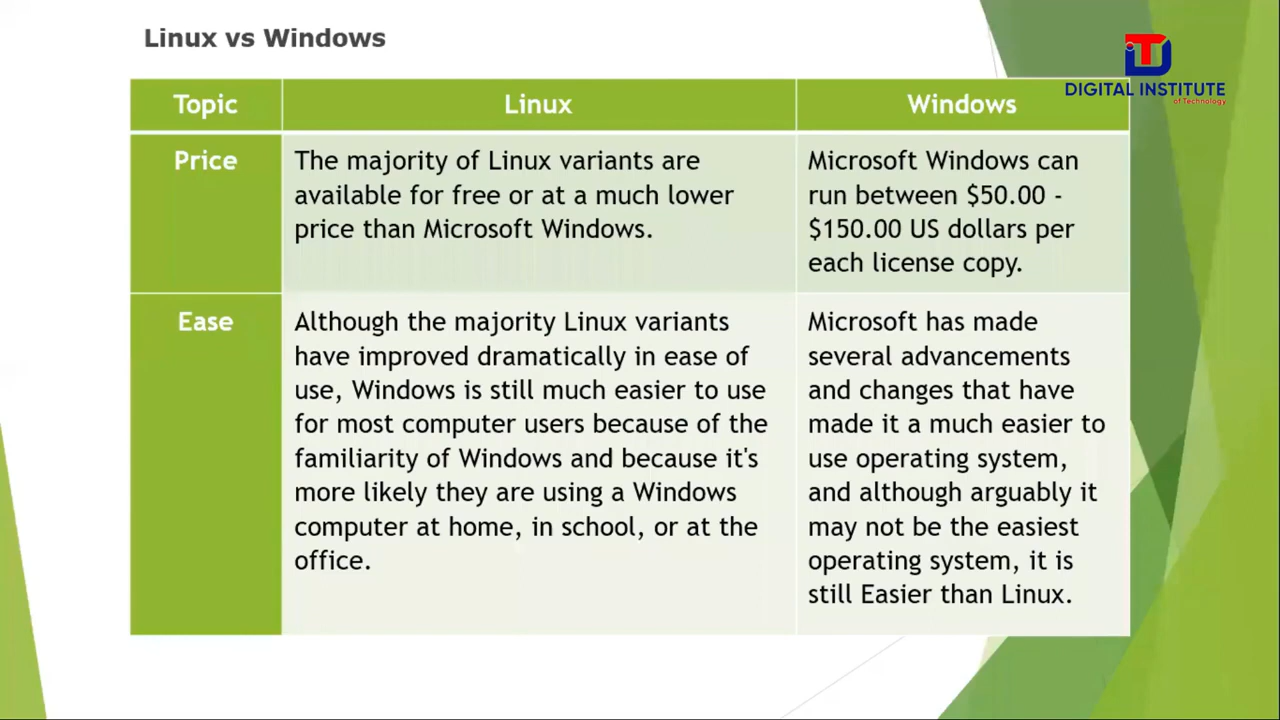 Linux vs Windows
DIGITAL INSTITUTE
of Technology
Topic
Linux
Windows
Price
The majority of Linux variants are
available for free or at a much lower
price than Microsoft Windows.
Microsoft Windows can
run between $50.00 -
$150.00 US dollars per
each license copy.
Ease
Although the majority Linux variants
have improved dramatically in ease of
use, Windows is still much easier to use
for most computer users because of the
familiarity of Windows and because it's
more likely they are using a Windows
computer at home, in school, or at the
office.
Microsoft has made
several advancements
and changes that have
made it a much easier to
use operating system,
and although arguably it
may not be the easiest
operating system, it is
still Easier than Linux.